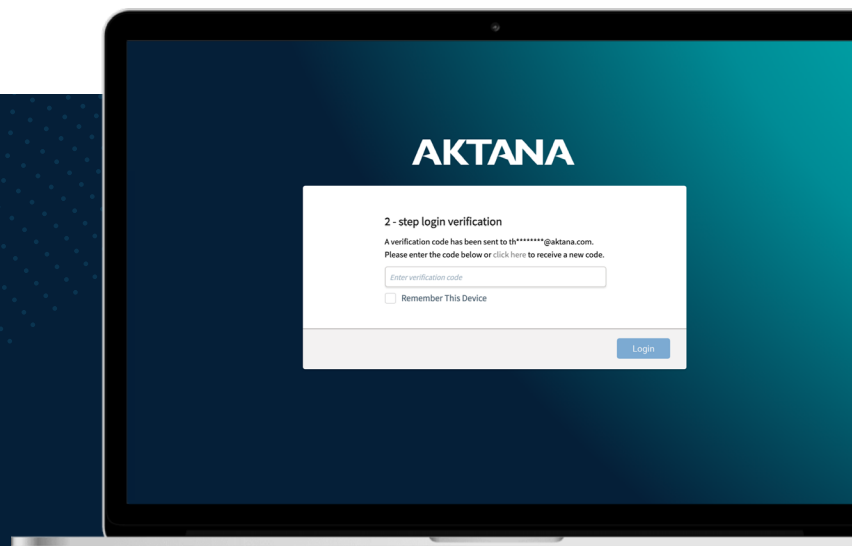 AKTANA
2 - step login verification
A verification code has been sent to th********@aktana.com.
Please enter the code below or click here to receive a new code.
Enter verification code
Remember This Device
Login